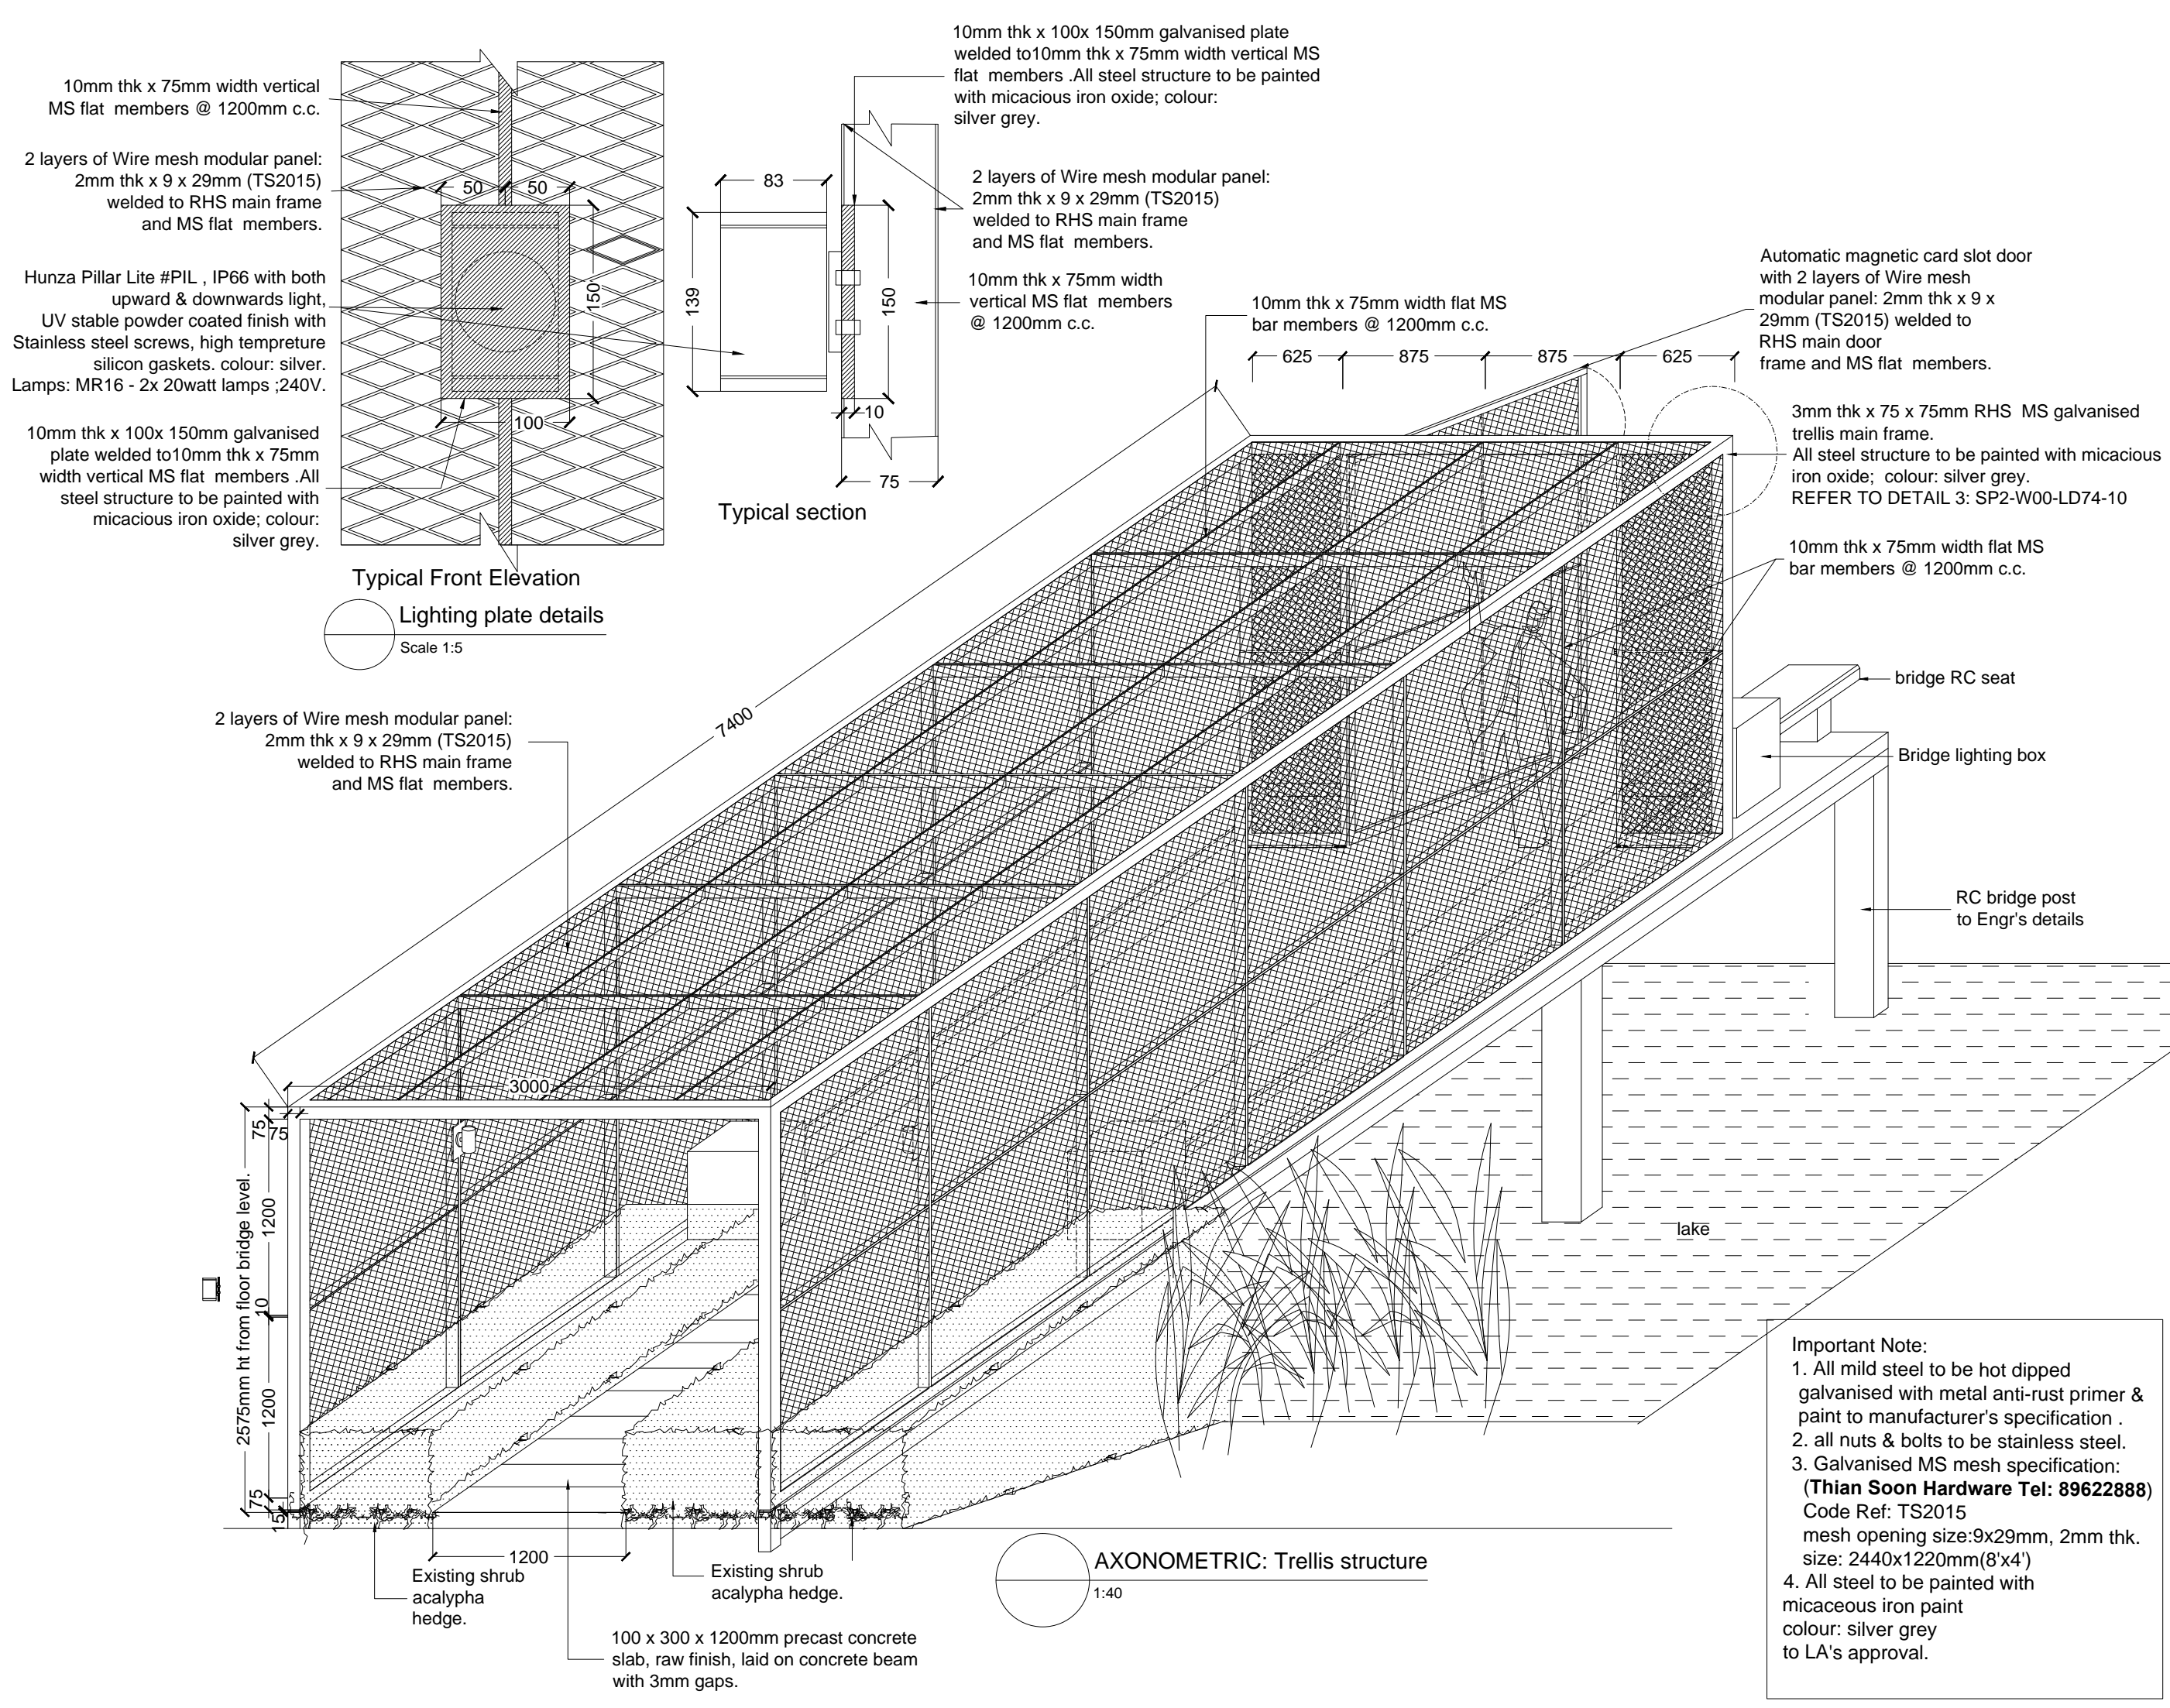 10mm thk x 75mm width vertical
MS flat  members @ 1200mm c.c.
2 layers of Wire mesh modular panel:
2mm thk x 9 x 29mm (TS2015)
welded to RHS main frame
and MS flat  members.
Hunza Pillar Lite #PIL , IP66 with both
upward & downwards light,
UV stable powder coated finish with
Stainless steel screws, high tempreture
silicon gaskets. colour: silver.
Lamps: MR16 - 2x 20watt lamps ;240V.
10mm thk x 100x 150mm galvanised
plate welded to10mm thk x 75mm
width vertical MS flat  members .All
steel structure to be painted with
micacious iron oxide; colour:
silver grey.
50
50
150
100
Typical Front Elevation
Lighting plate details
Scale 1:5
83
139
150
10
75
Typical section
10mm thk x 100x 150mm galvanised plate
welded to10mm thk x 75mm width vertical MS
flat  members .All steel structure to be painted
with micacious iron oxide; colour:
silver grey.
2 layers of Wire mesh modular panel:
2mm thk x 9 x 29mm (TS2015)
welded to RHS main frame
and MS flat  members.
10mm thk x 75mm width
vertical MS flat  members
@ 1200mm c.c.
10mm thk x 75mm width flat MS
bar members @ 1200mm c.c.
625
875
875
625
Automatic magnetic card slot door
with 2 layers of Wire mesh
modular panel: 2mm thk x 9 x
29mm (TS2015) welded to
RHS main door
frame and MS flat  members.
3mm thk x 75 x 75mm RHS  MS galvanised
trellis main frame.
All steel structure to be painted with micacious
iron oxide;  colour: silver grey.
REFER TO DETAIL 3: SP2-W00-LD74-10
10mm thk x 75mm width flat MS
bar members @ 1200mm c.c.
bridge RC seat
Bridge lighting box
RC bridge post
to Engr's details
lake
2 layers of Wire mesh modular panel:
2mm thk x 9 x 29mm (TS2015)
welded to RHS main frame
and MS flat  members.
7400
3000
75
75
1200
10
1200
75
15
2575mm ht from floor bridge level.
1200
Existing shrub
acalypha
hedge.
Existing shrub
acalypha hedge.
100 x 300 x 1200mm precast concrete
slab, raw finish, laid on concrete beam
with 3mm gaps.
AXONOMETRIC: Trellis structure
1:40
Important Note:
1. All mild steel to be hot dipped
galvanised with metal anti-rust primer &
paint to manufacturer's specification .
2. all nuts & bolts to be stainless steel.
3. Galvanised MS mesh specification:
(Thian Soon Hardware Tel: 89622888)
Code Ref: TS2015
mesh opening size:9x29mm, 2mm thk.
size: 2440x1220mm(8'x4')
4. All steel to be painted with
micaceous iron paint
colour: silver grey
to LA's approval.